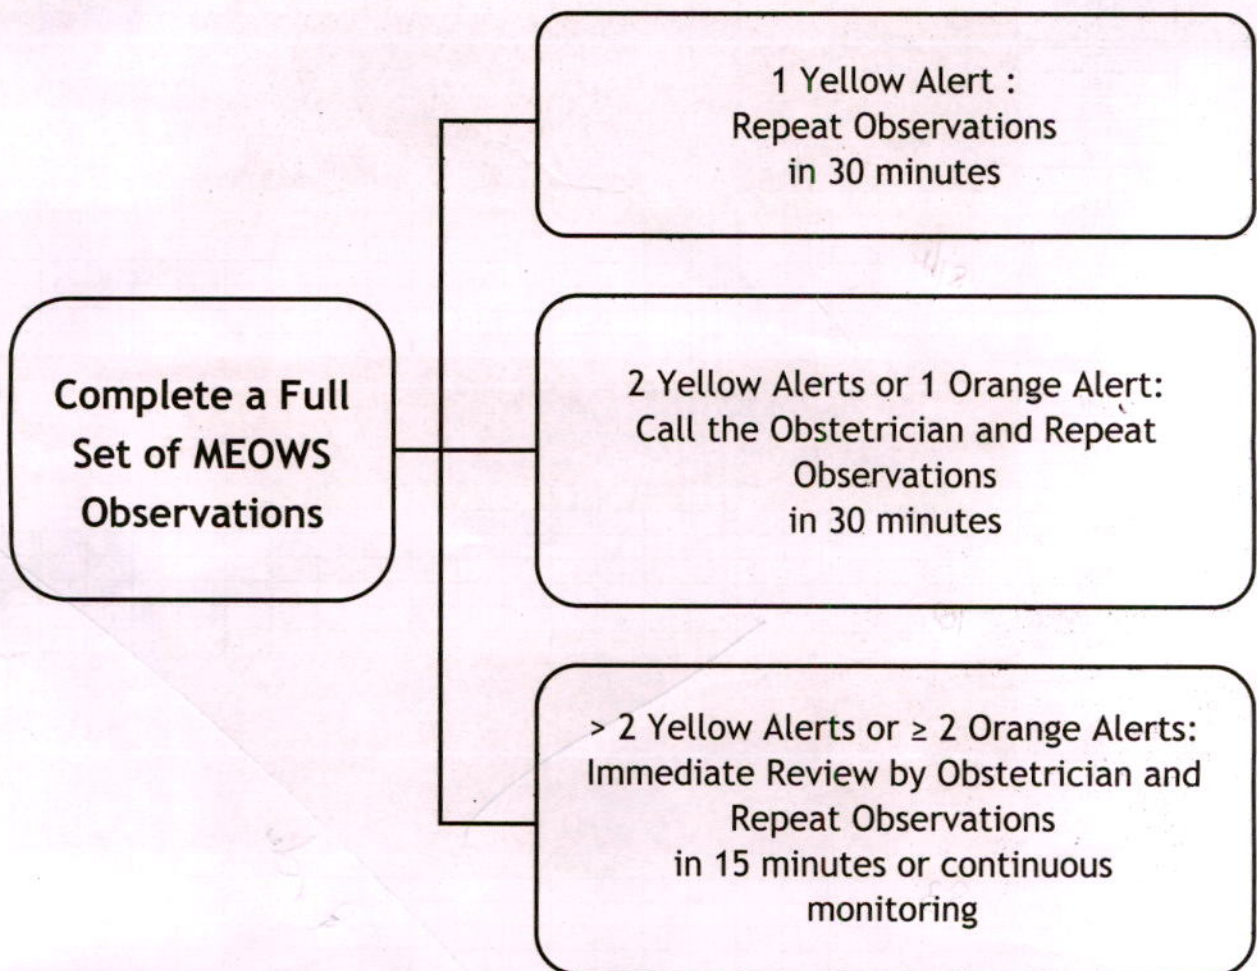 Complete a Full
Set of MEOWS
Observations
1 Yellow Alert :
Repeat Observations
in 30 minutes
2 Yellow Alerts or 1 Orange Alert:
Call the Obstetrician and Repeat
Observations
in 30 minutes
> 2 Yellow Alerts or ≥ 2 Orange Alerts:
Immediate Review by Obstetrician and
Repeat Observations
in 15 minutes or continuous
monitoring